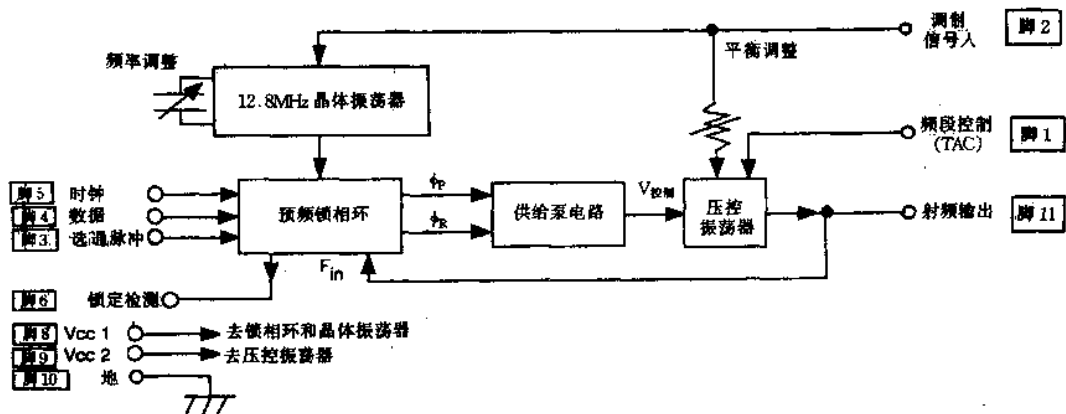 调制
信号入
脚2
频率调整
平衡调整
12.8MHz 晶体振荡器
频段控制
(TAC)
脚1
脚5 时钟
脚4 数据
脚3 选通脉冲
预频锁相环
ϕP
ϕR
供给泵电路
V控制
压控
振荡器
射频输出
脚11
Fin
脚6 锁定检测
脚8 Vcc 1 去锁相环和晶体振荡器
脚9 Vcc 2 去压控振荡器
脚10 地